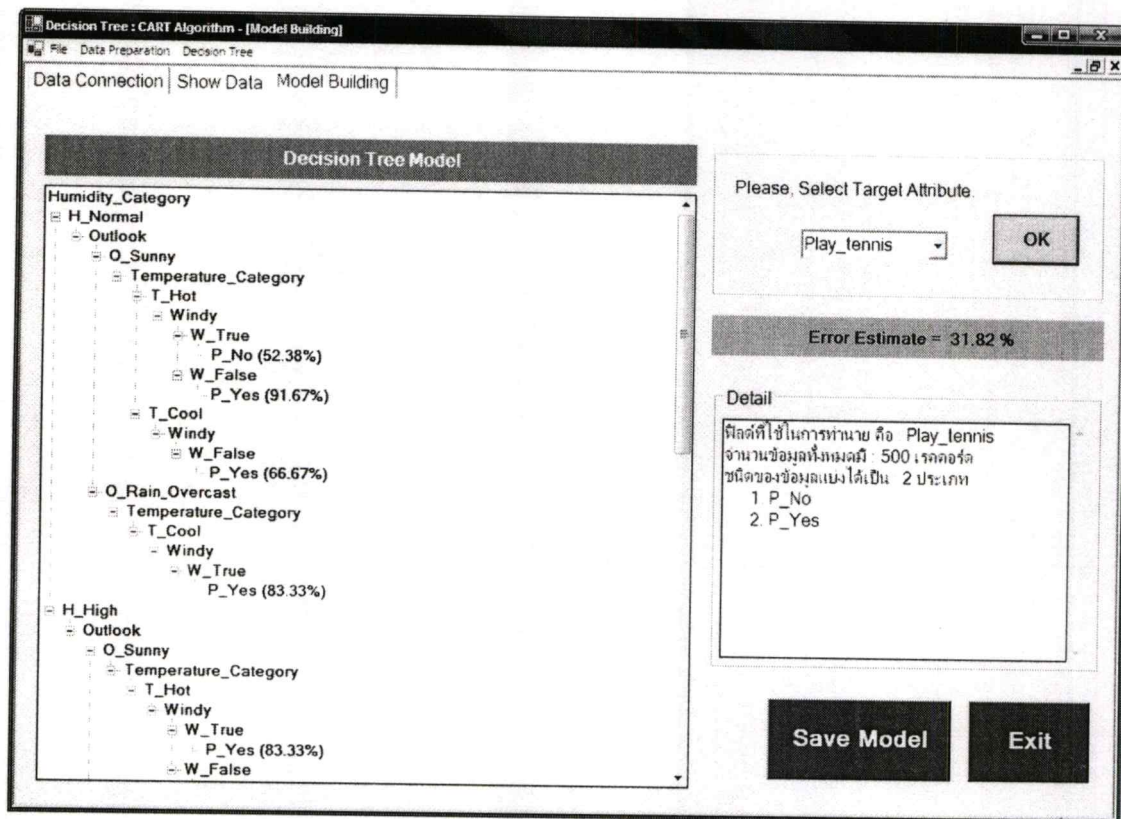 Decision Tree : CART Algorithm - [Model Building]
File Data Preparation Decision Tree
Data Connection Show Data Model Building
Decision Tree Model
Humidity_Category
H_Normal
Outlook
O_Sunny
Temperature_Category
T_Hot
Windy
W_True
P_No (52.38%)
W_False
P_Yes (91.67%)
T_Cool
Windy
W_False
P_Yes (66.67%)
O_Rain_Overcast
Temperature_Category
T_Cool
Windy
W_True
P_Yes (83.33%)
H_High
Outlook
O_Sunny
Temperature_Category
T_Hot
Windy
W_True
P_Yes (83.33%)
W_False
Please, Select Target Attribute.
Play_tennis
OK
Error Estimate = 31.82 %
Detail
ฟิลด์ที่ใช้ในการทำนาย คือ : Play_tennis
จำนวนข้อมูลทั้งหมดมี : 500 เรคคอร์ด
ชนิดของข้อมูลแบ่งได้เป็น 2 ประเภท
1. P_No
2. P_Yes
Save Model
Exit